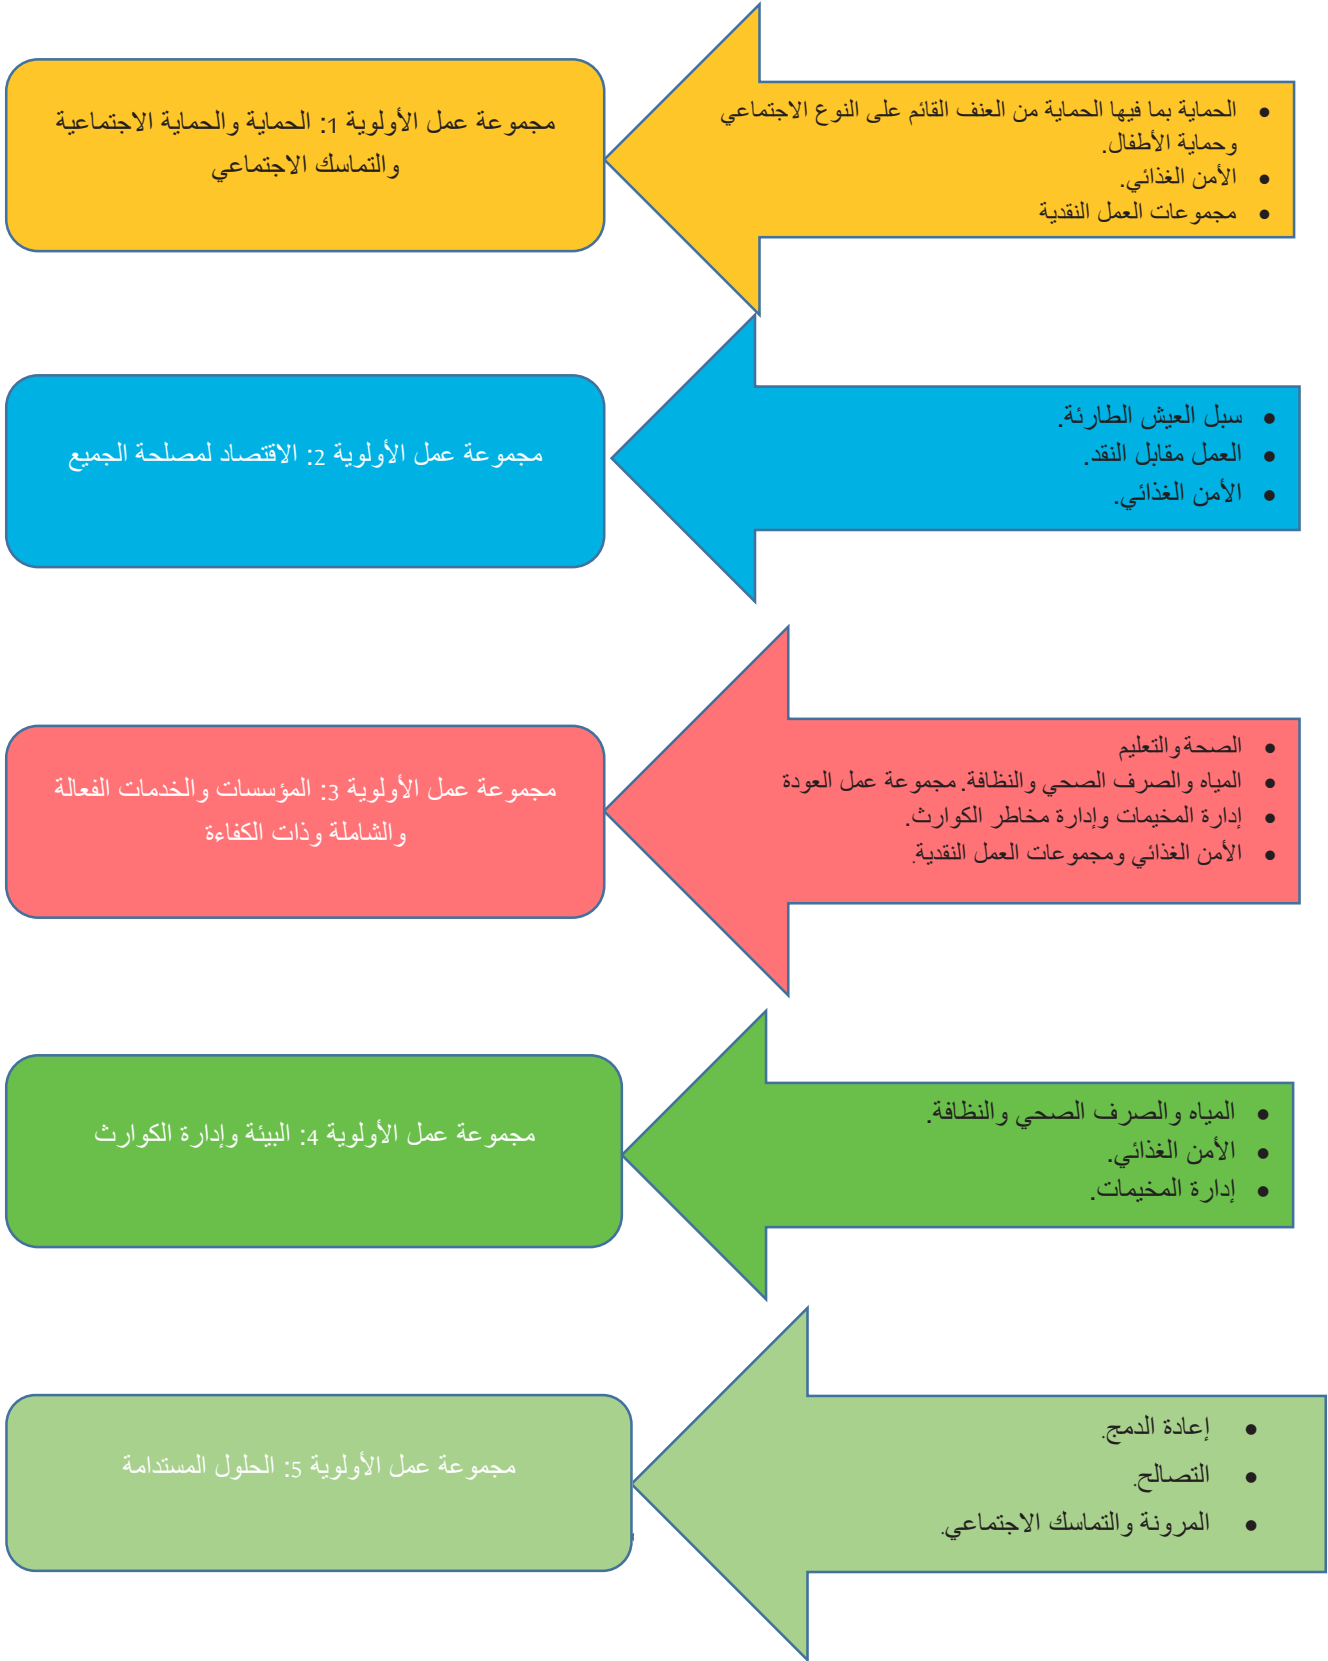 • الحماية بما فيها الحماية من العنف القائم على النوع الاجتماعي
وحماية الأطفال.
• الأمن الغذائي.
• مجموعات العمل النقدية
مجموعة عمل الأولوية 1: الحماية والحماية الاجتماعية
والتماسك الاجتماعي
• سبل العيش الطارئة.
• العمل مقابل النقد.
• الأمن الغذائي.
مجموعة عمل الأولوية 2: الاقتصاد لمصلحة الجميع
• الصحة والتعليم
• المياه والصرف الصحي والنظافة. مجموعة عمل العودة
• إدارة المخيمات وإدارة مخاطر الكوارث.
• الأمن الغذائي ومجموعات العمل النقدية.
مجموعة عمل الأولوية 3: المؤسسات والخدمات الفعالة
والشاملة وذات الكفاءة
• المياه والصرف الصحي والنظافة.
• الأمن الغذائي.
• إدارة المخيمات.
مجموعة عمل الأولوية 4: البيئة وإدارة الكوارث
• إعادة الدمج.
• التصالح.
• المرونة والتماسك الاجتماعي.
مجموعة عمل الأولوية 5: الحلول المستدامة